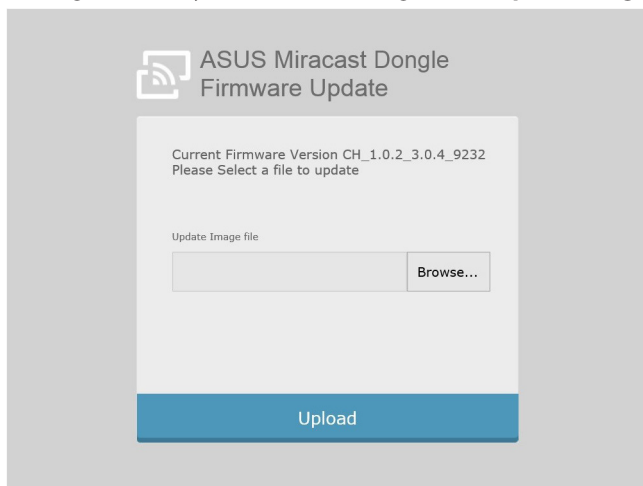 ASUS Miracast Dongle
Firmware Update
Current Firmware Version CH_1.0.2_3.0.4_9232
Please Select a file to update
Update Image file
Browse...
Upload